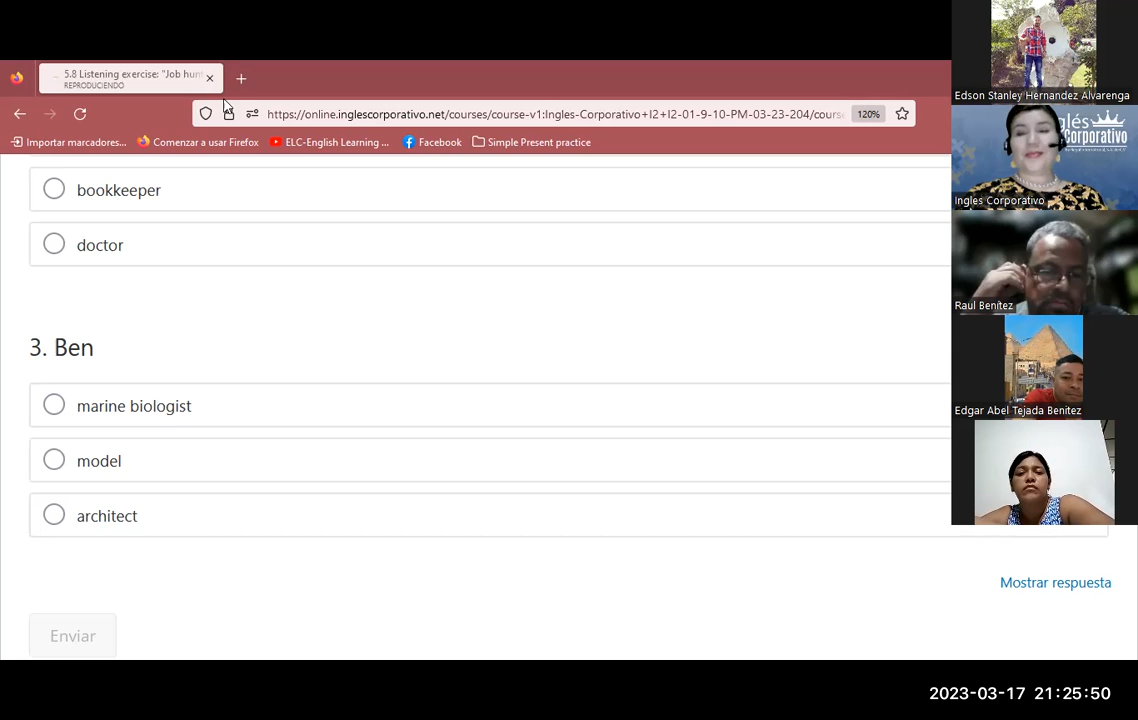 5.8 Listening exercise: "Job hun
REPRODUCIENDO
https://online.inglescorporativo.net/courses/course-v1:Ingles-Corporativo+I2+I2-01-9-10-PM-03-23-204/cours
120%
Importar marcadores...
Comenzar a usar Firefox
ELC-English Learning ...
Facebook
Simple Present practice
bookkeeper
doctor
3. Ben
marine biologist
model
architect
Mostrar respuesta
Enviar
Edson Stanley Hernandez Alvarenga
Inglés
Corporativo
Ingles Corporativo
Raul Benítez
Edgar Abel Tejada Benitez
2023-03-17 21:25:50